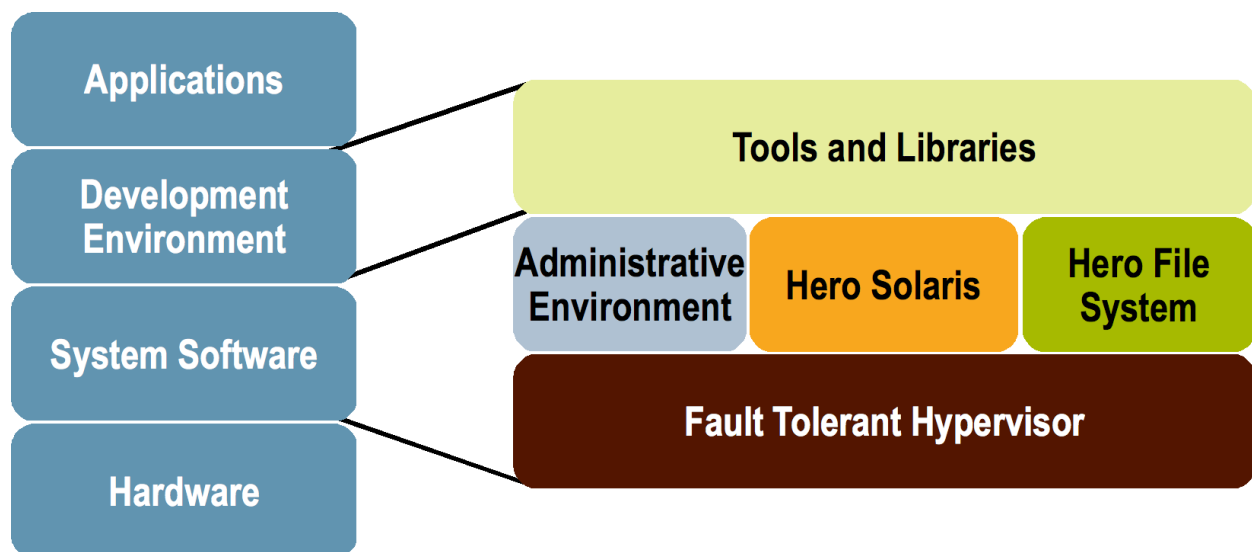 Applications
Development
Environment
System Software
Hardware
Tools and Libraries
Administrative
Environment
Hero Solaris
Hero File
System
Fault Tolerant Hypervisor